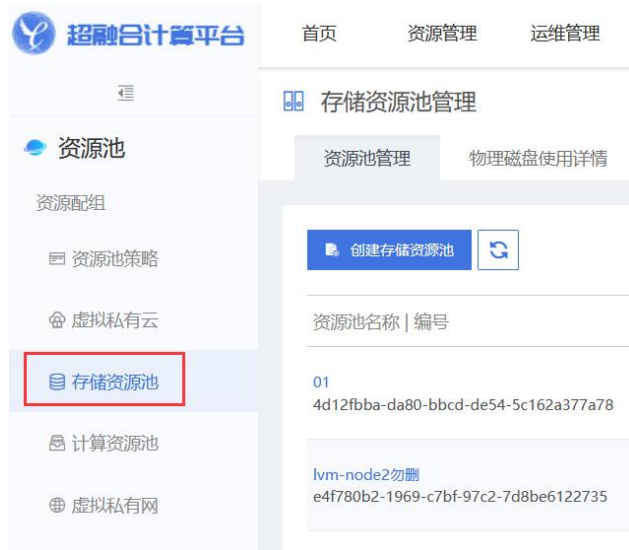 超融合计算平台
首页 资源管理 运维管理
存储资源池管理
资源池
资源池管理 物理磁盘使用详情
资源配组
创建存储资源池
资源池策略
资源池名称 | 编号
虚拟私有云
存储资源池
01
4d12fbba-da80-bbcd-de54-5c162a377a78
计算资源池
lvm-node2勿删
e4f780b2-1969-c7bf-97c2-7d8be6122735
虚拟私有网